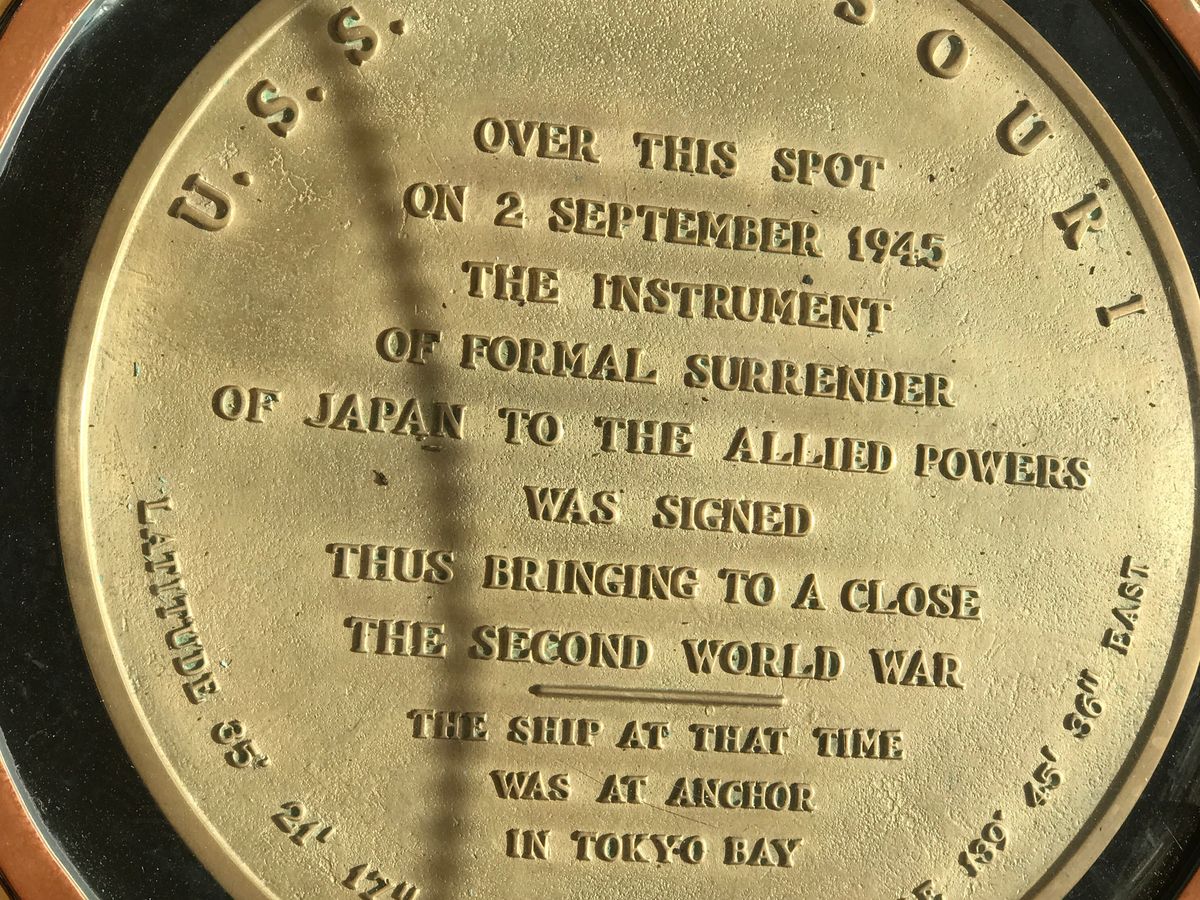 U.S.S. SOURI
OVER THIS SPOT
ON 2 SEPTEMBER 1945
THE INSTRUMENT
OF FORMAL SURRENDER
OF JAPAN TO THE ALLIED POWERS
WAS SIGNED
THUS BRINGING TO A CLOSE
THE SECOND WORLD WAR
THE SHIP AT THAT TIME
WAS AT ANCHOR
IN TOKYO BAY
LATITUDE 35° 21' 17"
E 139° 45' 36" EAST